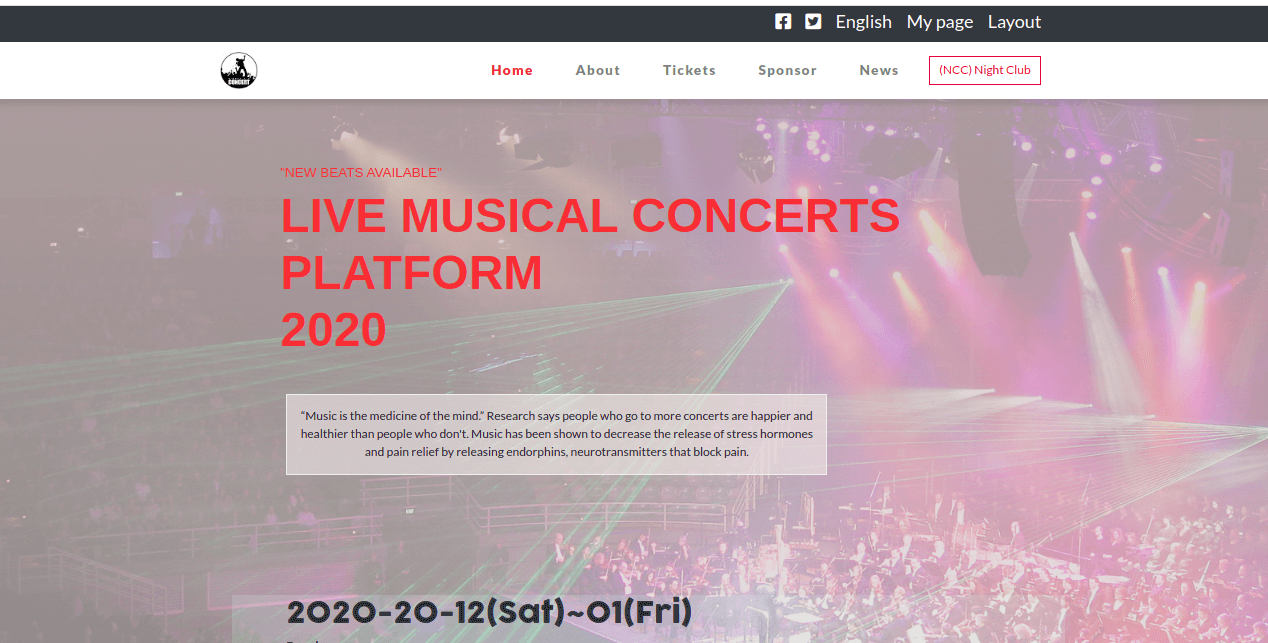 English My page Layout
CONCERT
Home About Tickets Sponsor News (NCC) Night Club
"NEW BEATS AVAILABLE"
LIVE MUSICAL CONCERTS
PLATFORM
2020
“Music is the medicine of the mind.” Research says people who go to more concerts are happier and
healthier than people who don't. Music has been shown to decrease the release of stress hormones
and pain relief by releasing endorphins, neurotransmitters that block pain.
2020-20-12(Sat)~01(Fri)